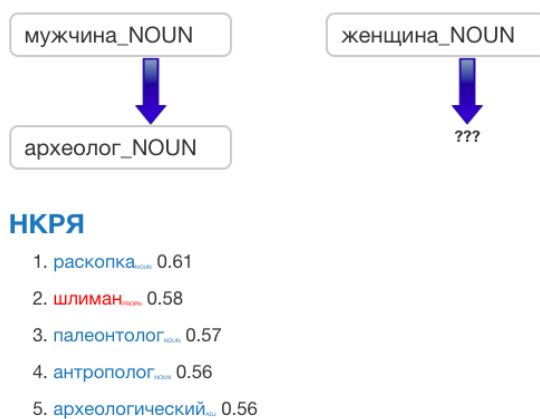 мужчина_NOUN женщина_NOUN
археолог_NOUN ???
НКРЯ
1. раскопка NOUN 0.61
2. шлиман PROPN 0.58
3. палеонтолог NOUN 0.57
4. антрополог NOUN 0.56
5. археологический ADJ 0.56